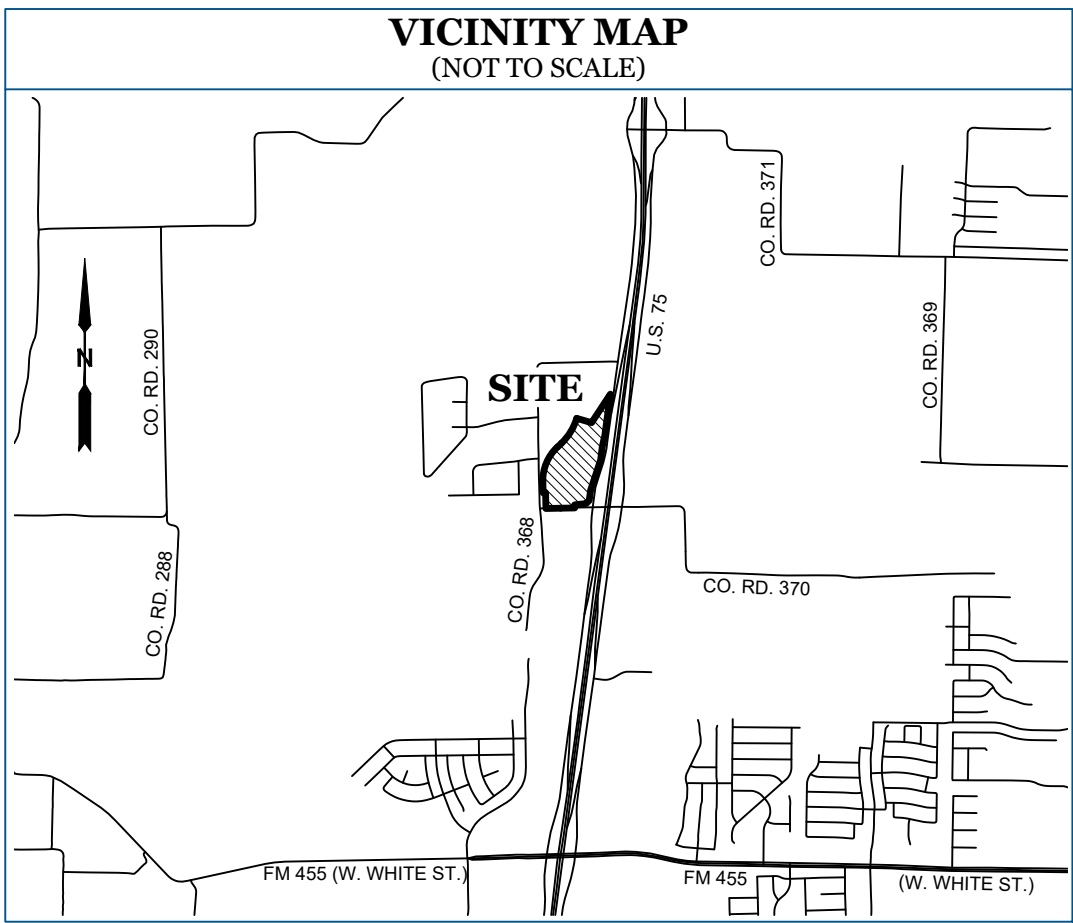 VICINITY MAP
(NOT TO SCALE)
CO. RD. 371
U.S. 75
CO. RD. 369
CO. RD. 290
N
SITE
CO. RD. 368
CO. RD. 288
CO. RD. 370
FM 455 (W. WHITE ST.)
FM 455
(W. WHITE ST.)